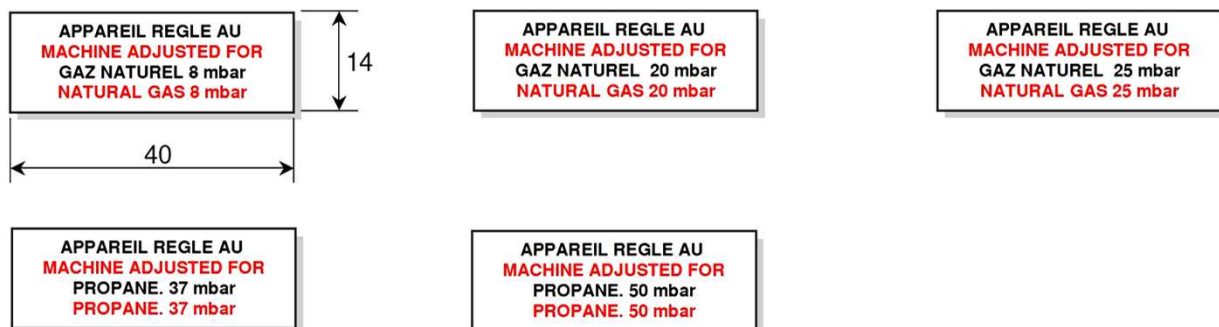 APPAREIL REGLE AU
MACHINE ADJUSTED FOR
GAZ NATUREL 8 mbar
NATURAL GAS 8 mbar
14
40
APPAREIL REGLE AU
MACHINE ADJUSTED FOR
GAZ NATUREL 20 mbar
NATURAL GAS 20 mbar
APPAREIL REGLE AU
MACHINE ADJUSTED FOR
GAZ NATUREL 25 mbar
NATURAL GAS 25 mbar
APPAREIL REGLE AU
MACHINE ADJUSTED FOR
PROPANE. 37 mbar
PROPANE. 37 mbar
APPAREIL REGLE AU
MACHINE ADJUSTED FOR
PROPANE. 50 mbar
PROPANE. 50 mbar